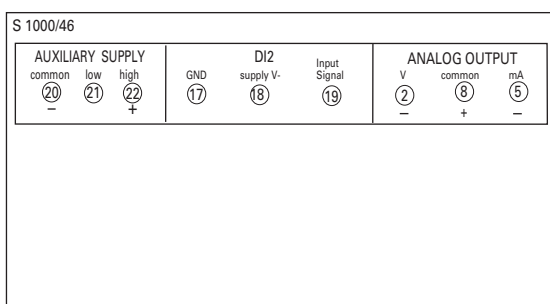 S 1000/46
AUXILIARY SUPPLY
common low high
20 21 22
– +
DI2
GND supply V- Input Signal
17 18 19
ANALOG OUTPUT
V common mA
2 8 5
– + –